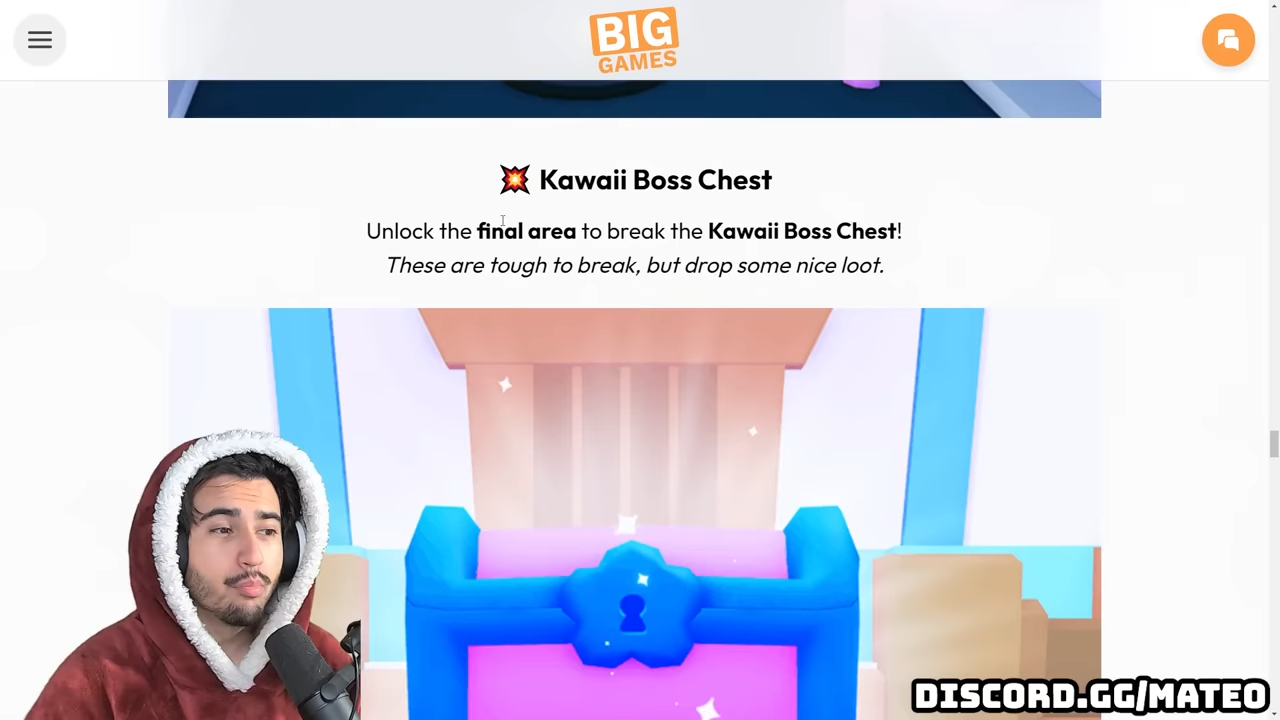 BIG
GAMES
💥 Kawaii Boss Chest
Unlock the final area to break the Kawaii Boss Chest!
These are tough to break, but drop some nice loot.
DISCORD.GG/MATEO